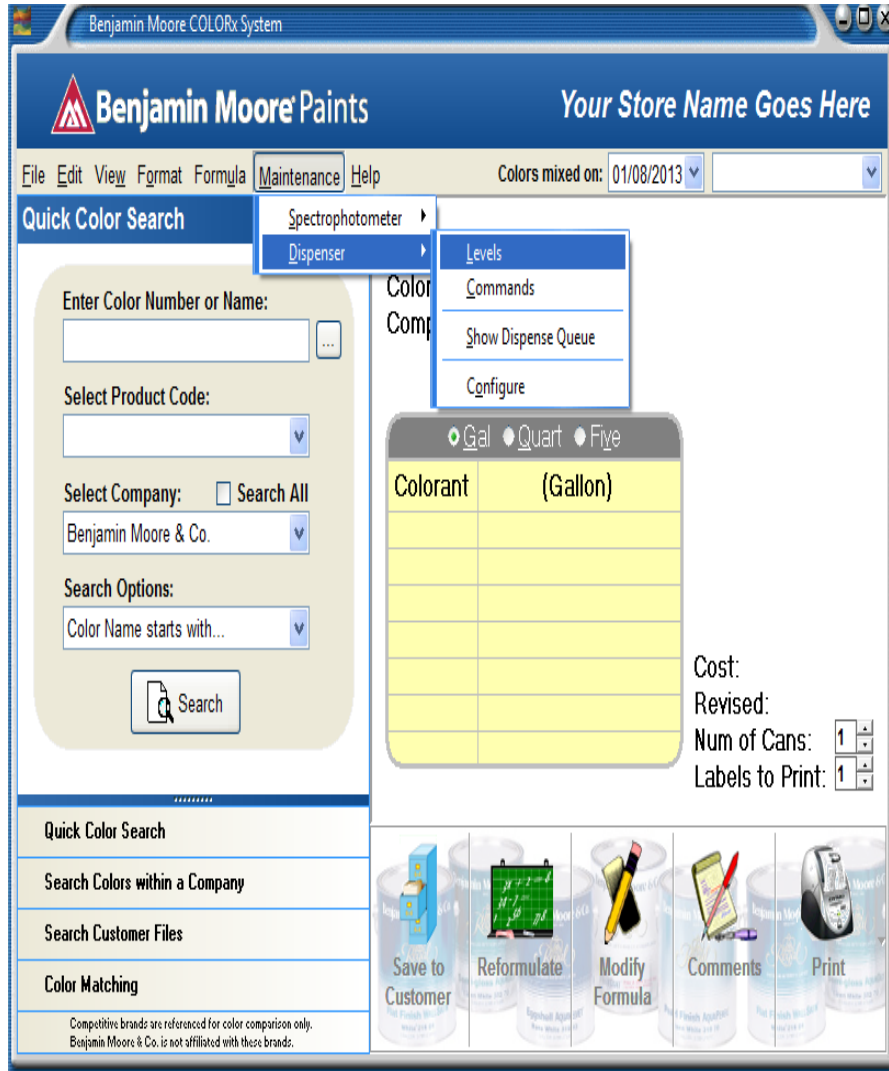 Benjamin Moore COLORx System
Benjamin Moore Paints
Your Store Name Goes Here
File Edit View Format Formula Maintenance Help
Colors mixed on: 01/08/2013
Quick Color Search
Spectrophotometer
Dispenser
Levels
Commands
Show Dispense Queue
Configure
Enter Color Number or Name:
...
Select Product Code:
Select Company: Search All
Benjamin Moore & Co.
Search Options:
Color Name starts with...
Search
Color
Comp
Gal Quart Five
Colorant (Gallon)
Cost:
Revised:
Num of Cans: 1
Labels to Print: 1
Quick Color Search
Search Colors within a Company
Search Customer Files
Color Matching
Competitive brands are referenced for color comparison only.
Benjamin Moore & Co. is not affiliated with these brands.
Save to
Customer
Reformulate
Modify
Formula
Comments
Print